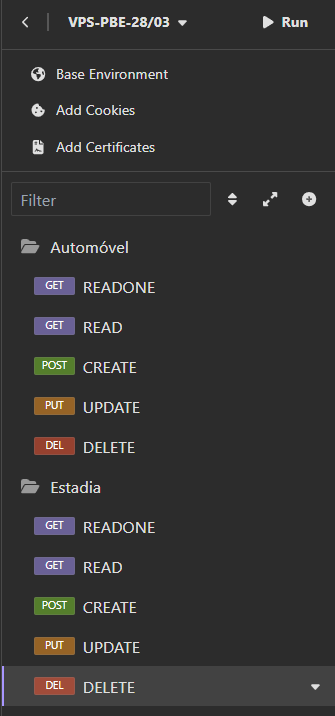 VPS-PBE-28/03 Run
Base Environment
Add Cookies
Add Certificates
Filter
Automóvel
GET READONE
GET READ
POST CREATE
PUT UPDATE
DEL DELETE
Estadia
GET READONE
GET READ
POST CREATE
PUT UPDATE
DEL DELETE